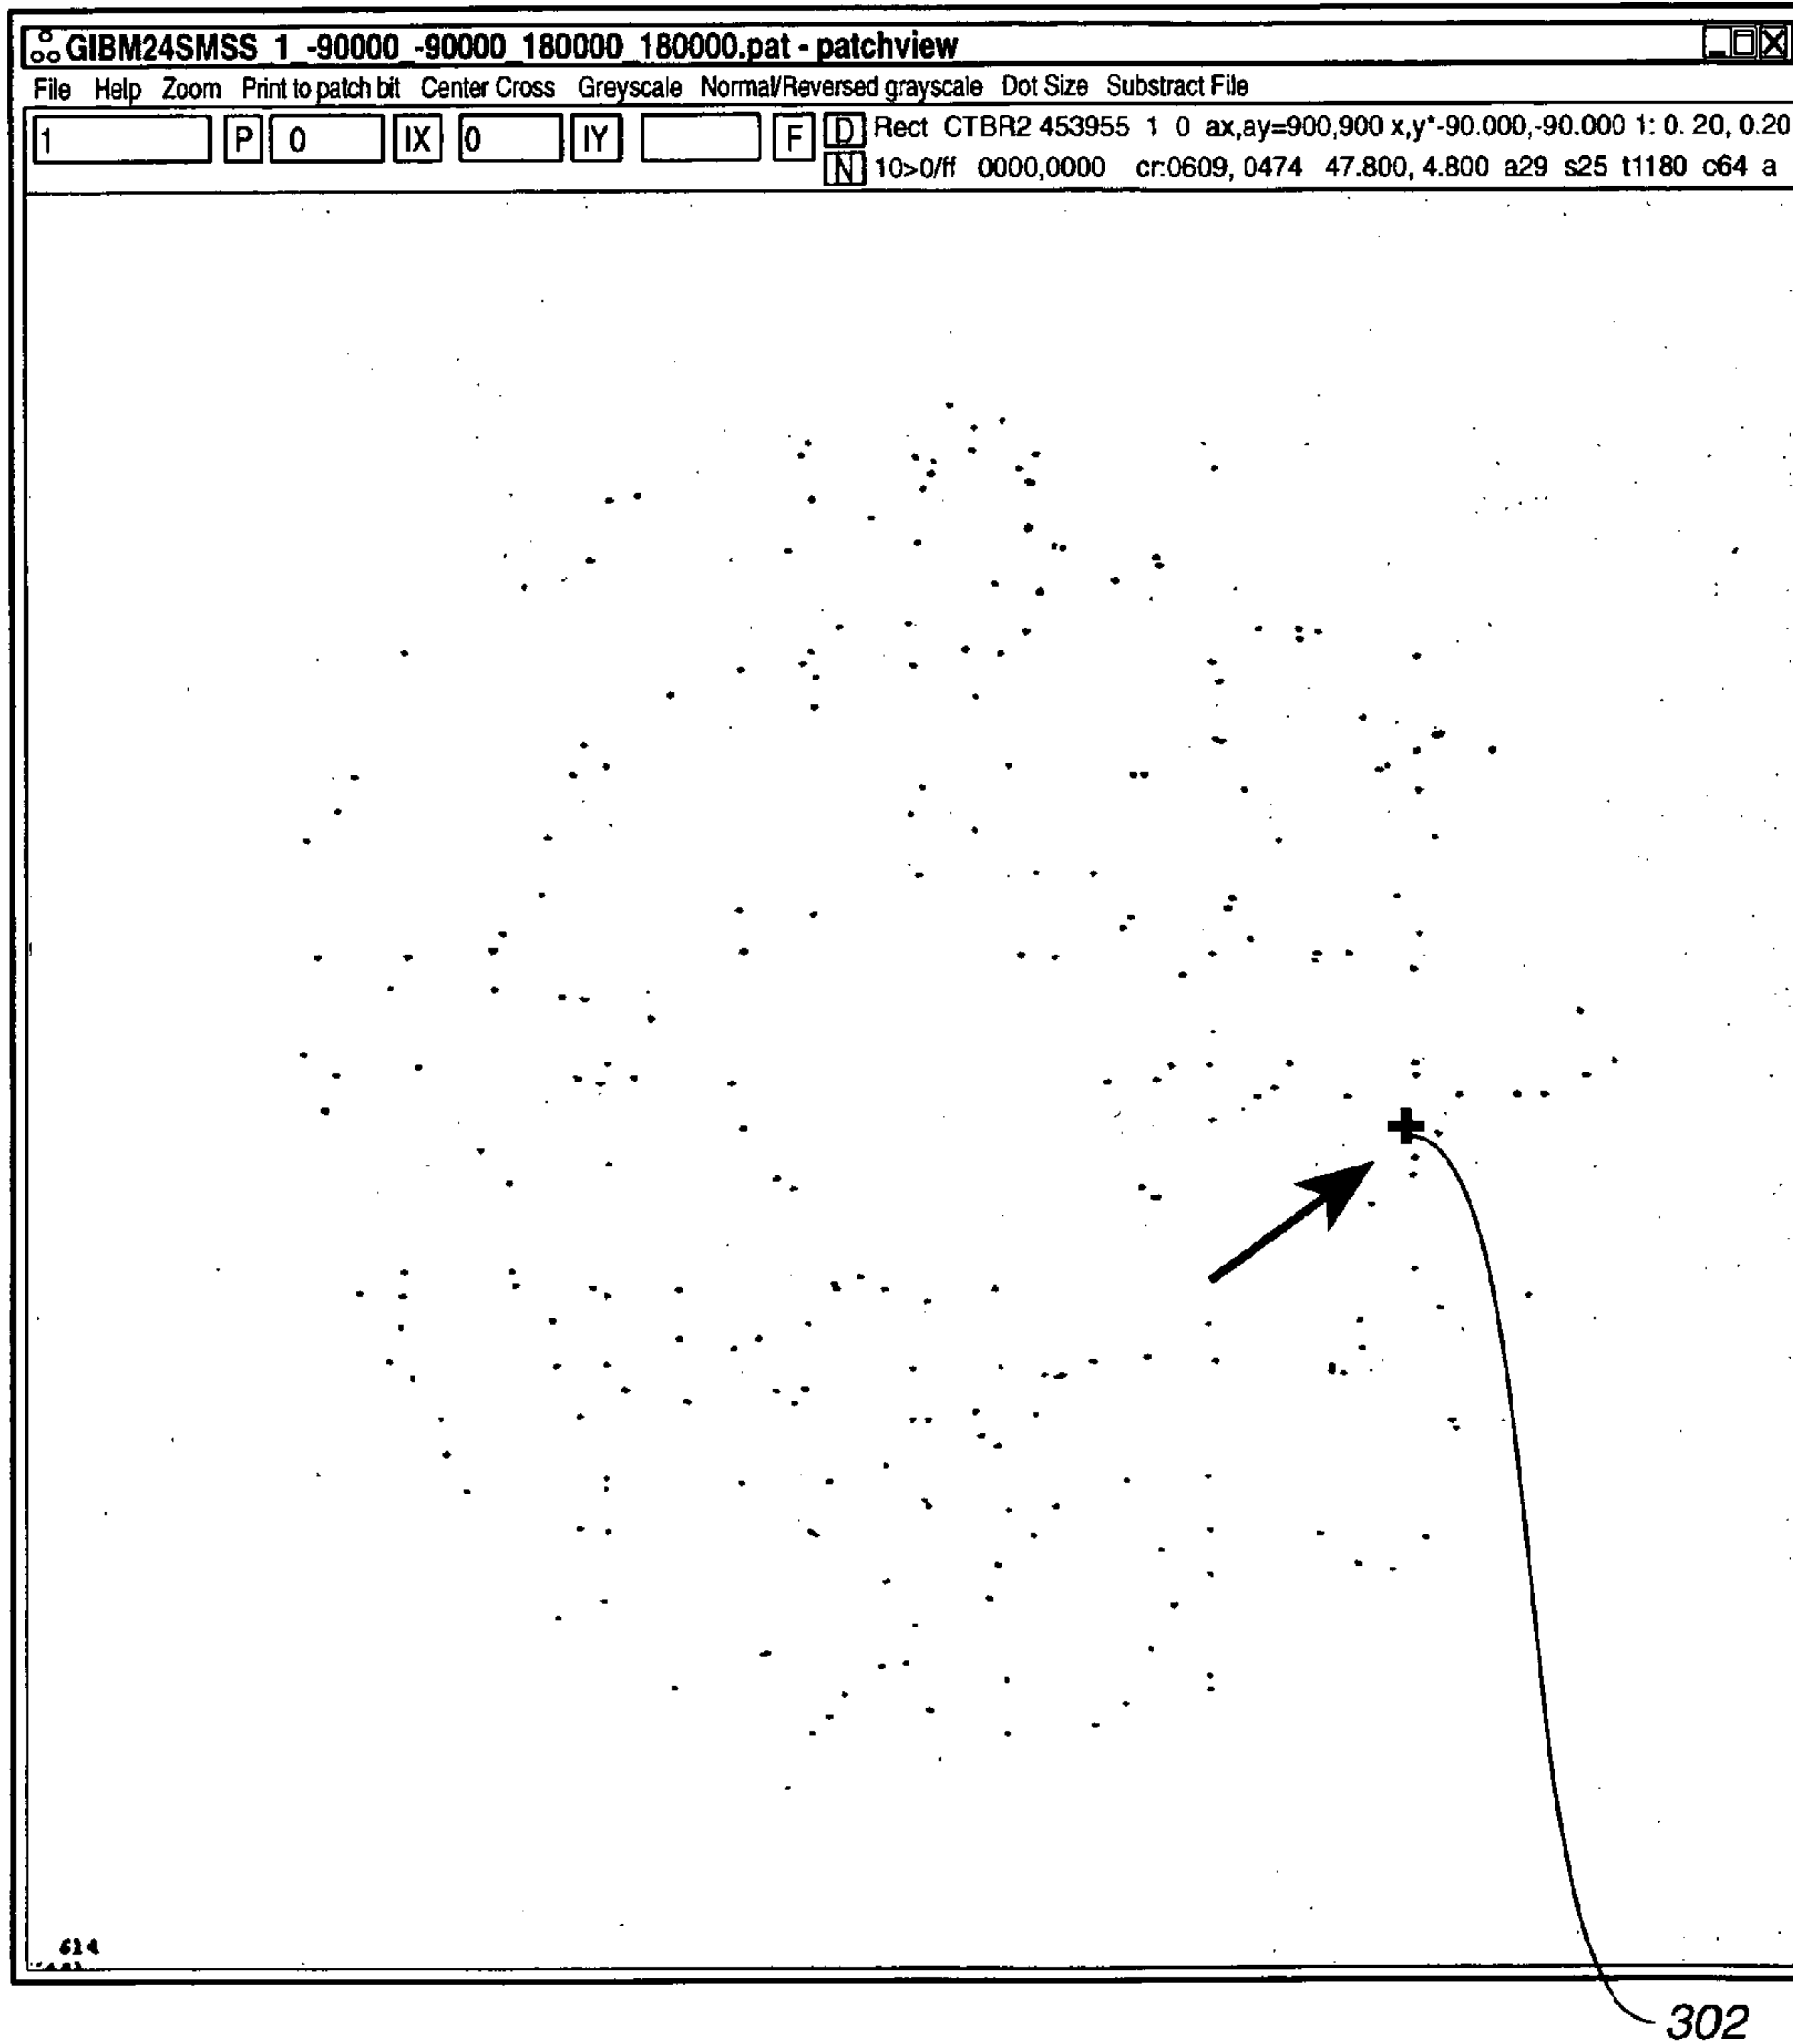 GIBM24SMSS_1_-90000_-90000_180000_180000.pat - patchview
File Help Zoom Print to patch bit Center Cross Greyscale Normal/Reversed grayscale Dot Size Substract File
1 P 0 IX 0 IY F D Rect CTBR2 453955 1 0 ax,ay=900,900 x,y*-90.000,-90.000 1: 0. 20, 0.20
N 10>0/ff 0000,0000 cr:0609, 0474 47.800, 4.800 a29 s25 t1180 c64 a
614
302